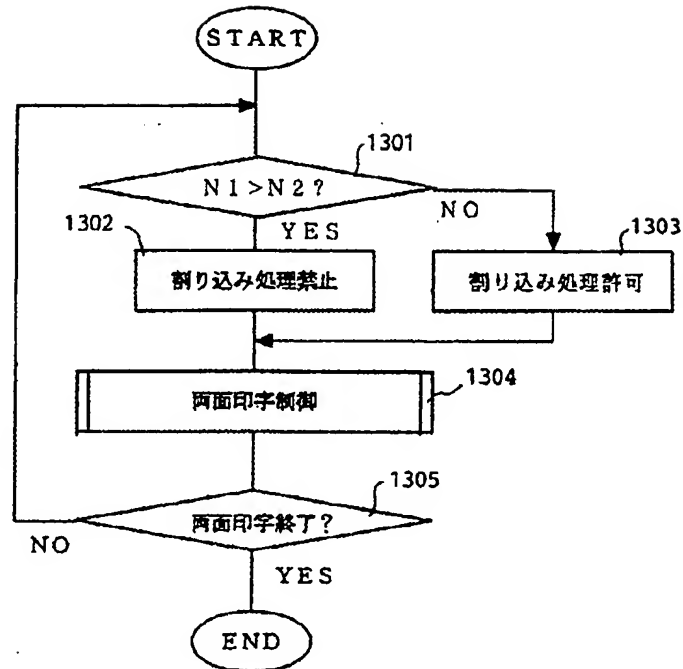 START
1301
N1>N2?
NO
1302
YES
1303
割り込み処理禁止
割り込み処理許可
1304
両面印字制御
1305
両面印字終了?
NO
YES
END